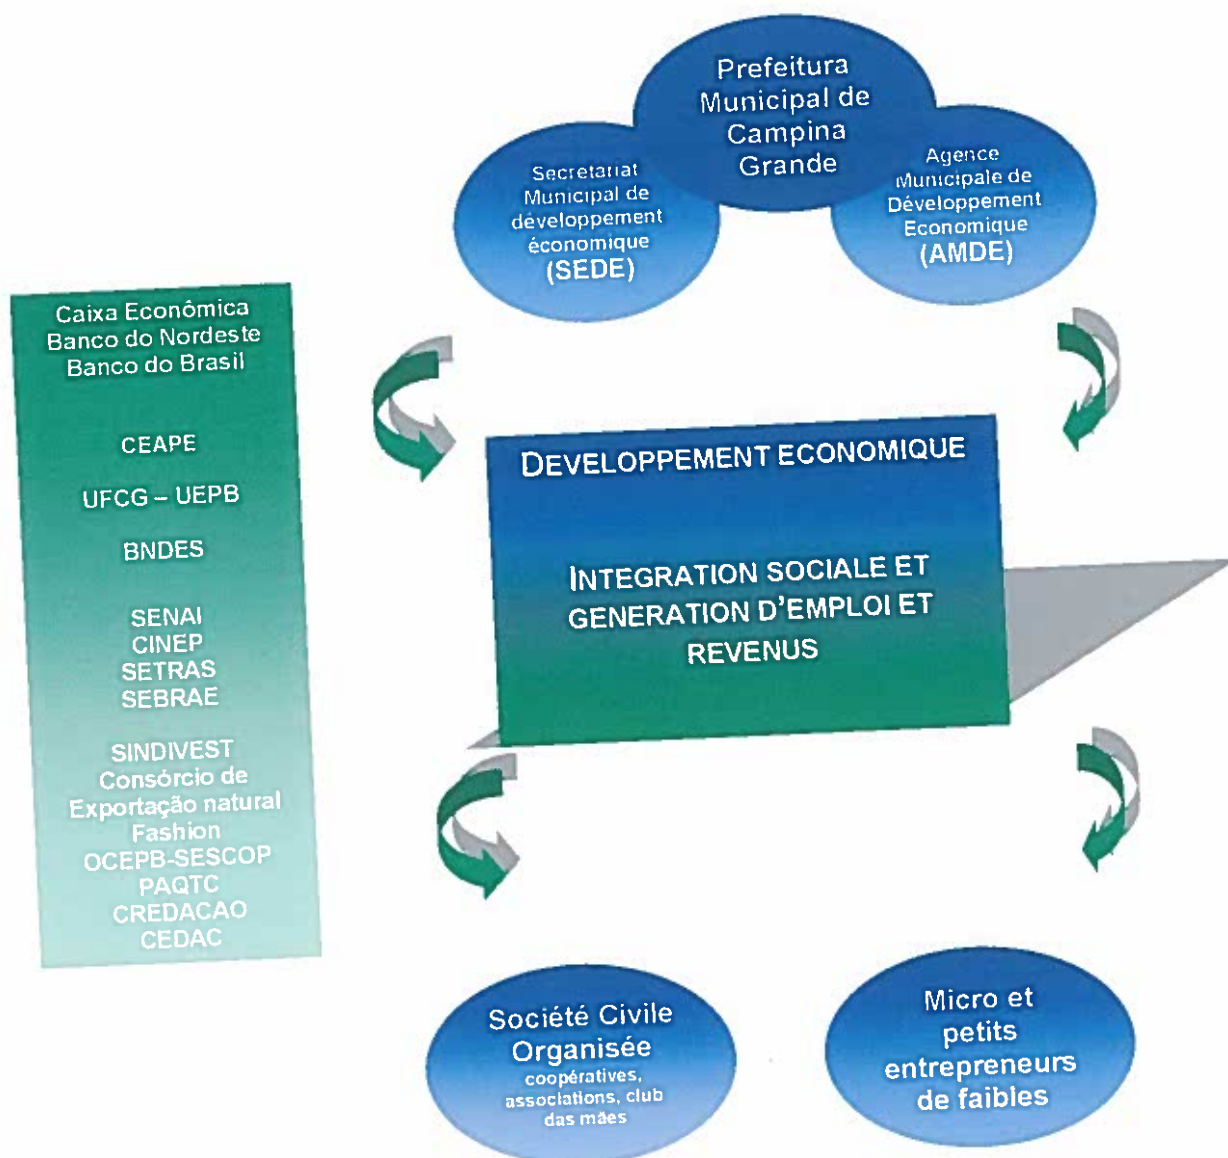 Prefeitura
Municipal de
Campina
Grande
Secretariat
Municipal de
développement
économique
(SEDE)
Agence
Municipale de
Développement
Economique
(AMDE)
Caixa Econômica
Banco do Nordeste
Banco do Brasil
CEAPE
UFCG – UEPB
BNDES
SENAI
CINEP
SETRAS
SEBRAE
SINDIVEST
Consórcio de
Exportação natural
Fashion
OCEPB-SESCOP
PAQTC
CREDACAO
CEDAC
DEVELOPPEMENT ECONOMIQUE
INTEGRATION SOCIALE ET
GENERATION D'EMPLOI ET
REVENUS
Société Civile
Organisée
coopératives,
associations, club
das mães
Micro et
petits
entrepreneurs
de faibles